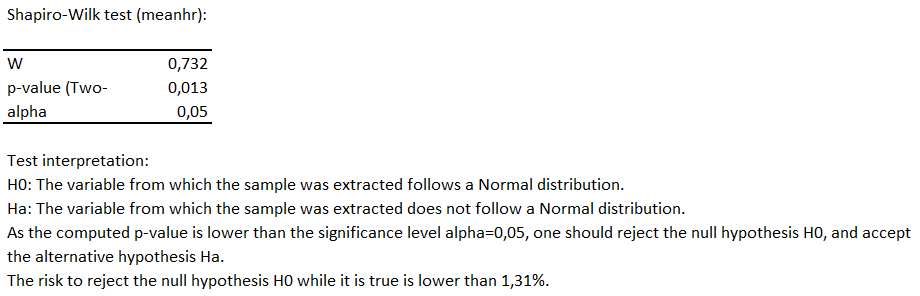 Shapiro-Wilk test (meanhr):
W 0,732
p-value (Two- 0,013
alpha 0,05
Test interpretation:
H0: The variable from which the sample was extracted follows a Normal distribution.
Ha: The variable from which the sample was extracted does not follow a Normal distribution.
As the computed p-value is lower than the significance level alpha=0,05, one should reject the null hypothesis H0, and accept
the alternative hypothesis Ha.
The risk to reject the null hypothesis H0 while it is true is lower than 1,31%.